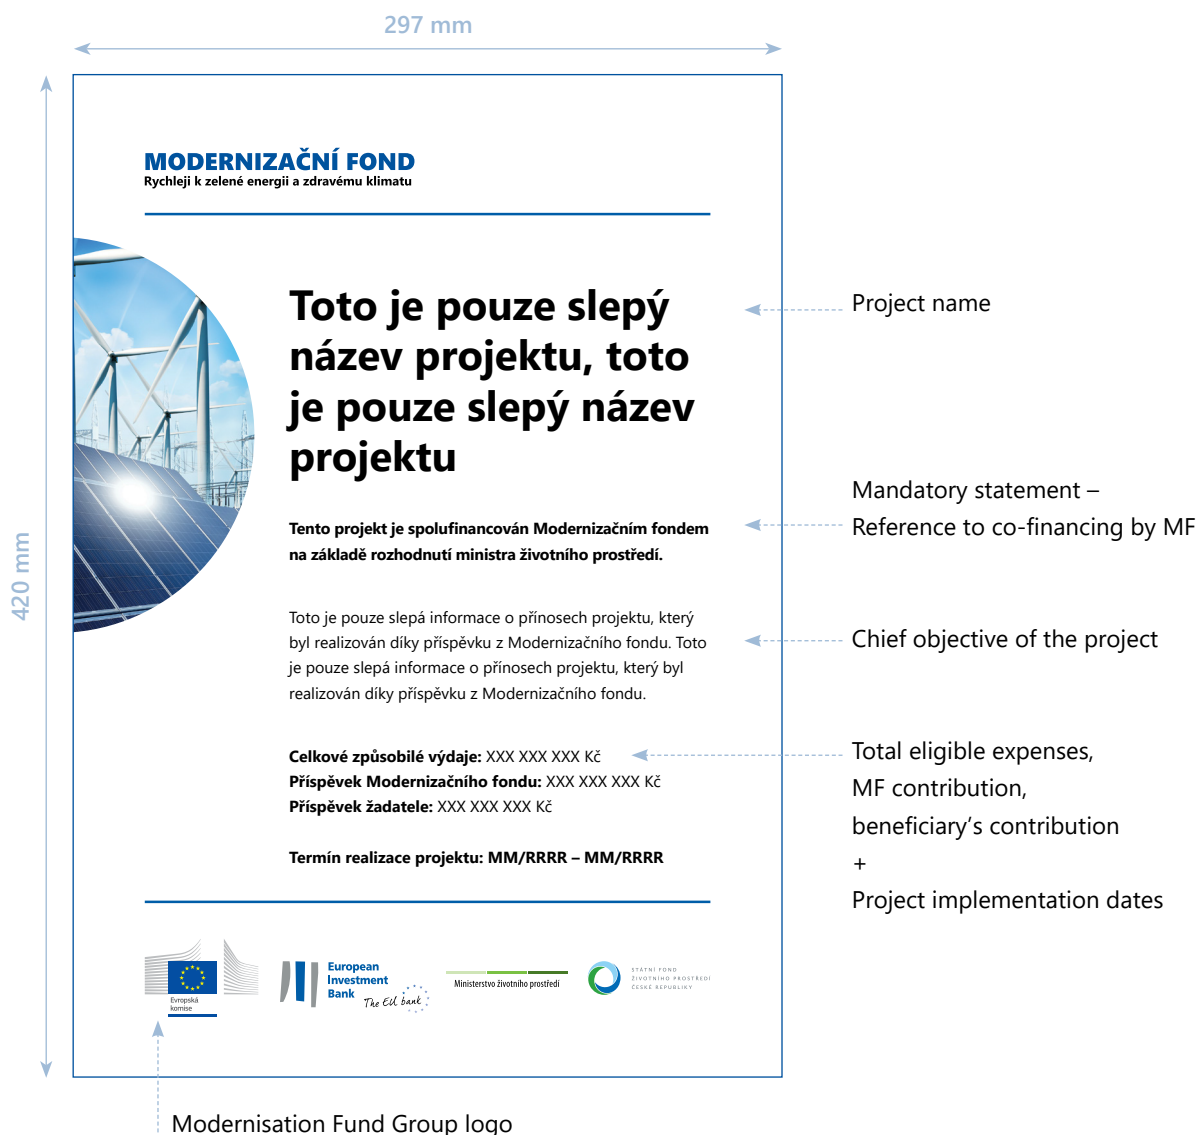 297 mm
420 mm
MODERNIZAČNÍ FOND
Rychleji k zelené energii a zdravému klimatu
Toto je pouze slepý
název projektu, toto
je pouze slepý název
projektu
Project name
Tento projekt je spolufinancován Modernizačním fondem
na základě rozhodnutí ministra životního prostředí.
Mandatory statement –
Reference to co-financing by MF
Toto je pouze slepá informace o přínosech projektu, který
byl realizován díky příspěvku z Modernizačního fondu. Toto
je pouze slepá informace o přínosech projektu, který byl
realizován díky příspěvku z Modernizačního fondu.
Chief objective of the project
Celkové způsobilé výdaje: XXX XXX XXX Kč
Příspěvek Modernizačního fondu: XXX XXX XXX Kč
Příspěvek žadatele: XXX XXX XXX Kč
Termín realizace projektu: MM/RRRR – MM/RRRR
Total eligible expenses,
MF contribution,
beneficiary's contribution
+
Project implementation dates
Evropská
komise
European
Investment
Bank
The EU bank
Ministerstvo životního prostředí
STÁTNÍ FOND
ŽIVOTNÍHO PROSTŘEDÍ
ČESKÉ REPUBLIKY
Modernisation Fund Group logo